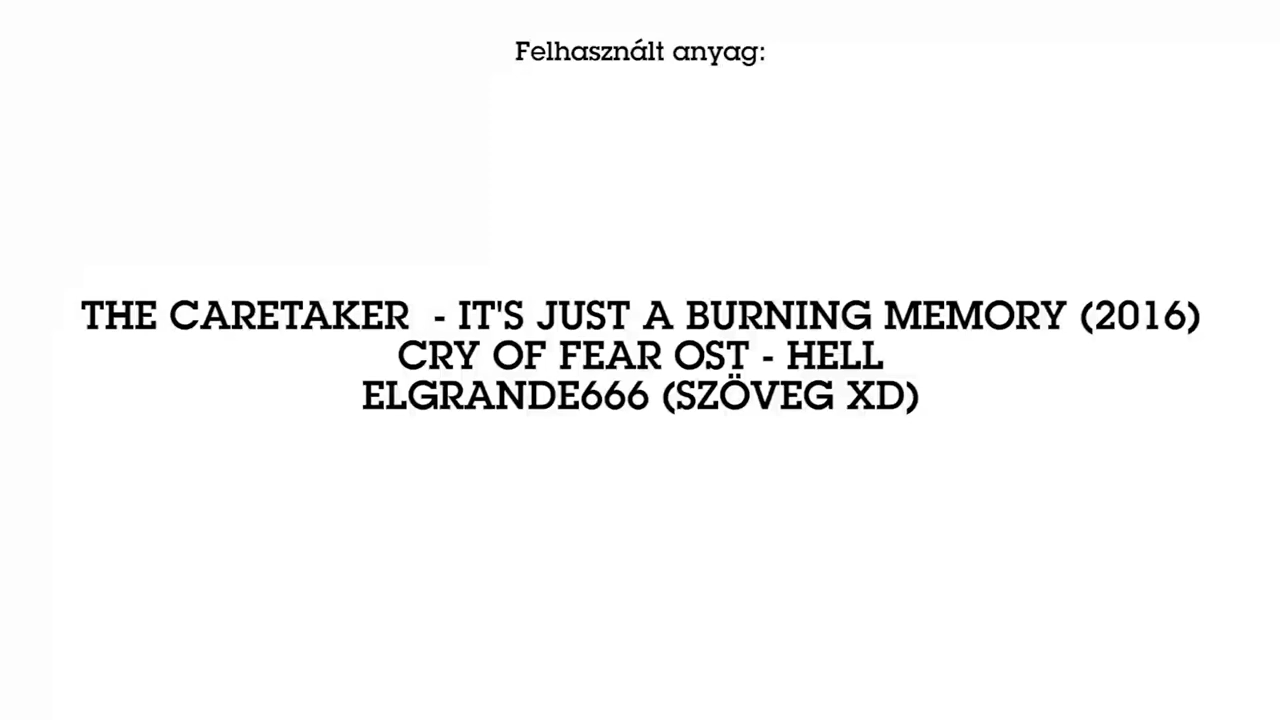 Felhasznált anyag:
THE CARETAKER  - IT'S JUST A BURNING MEMORY (2016)
CRY OF FEAR OST - HELL
ELGRANDE666 (SZÖVEG XD)